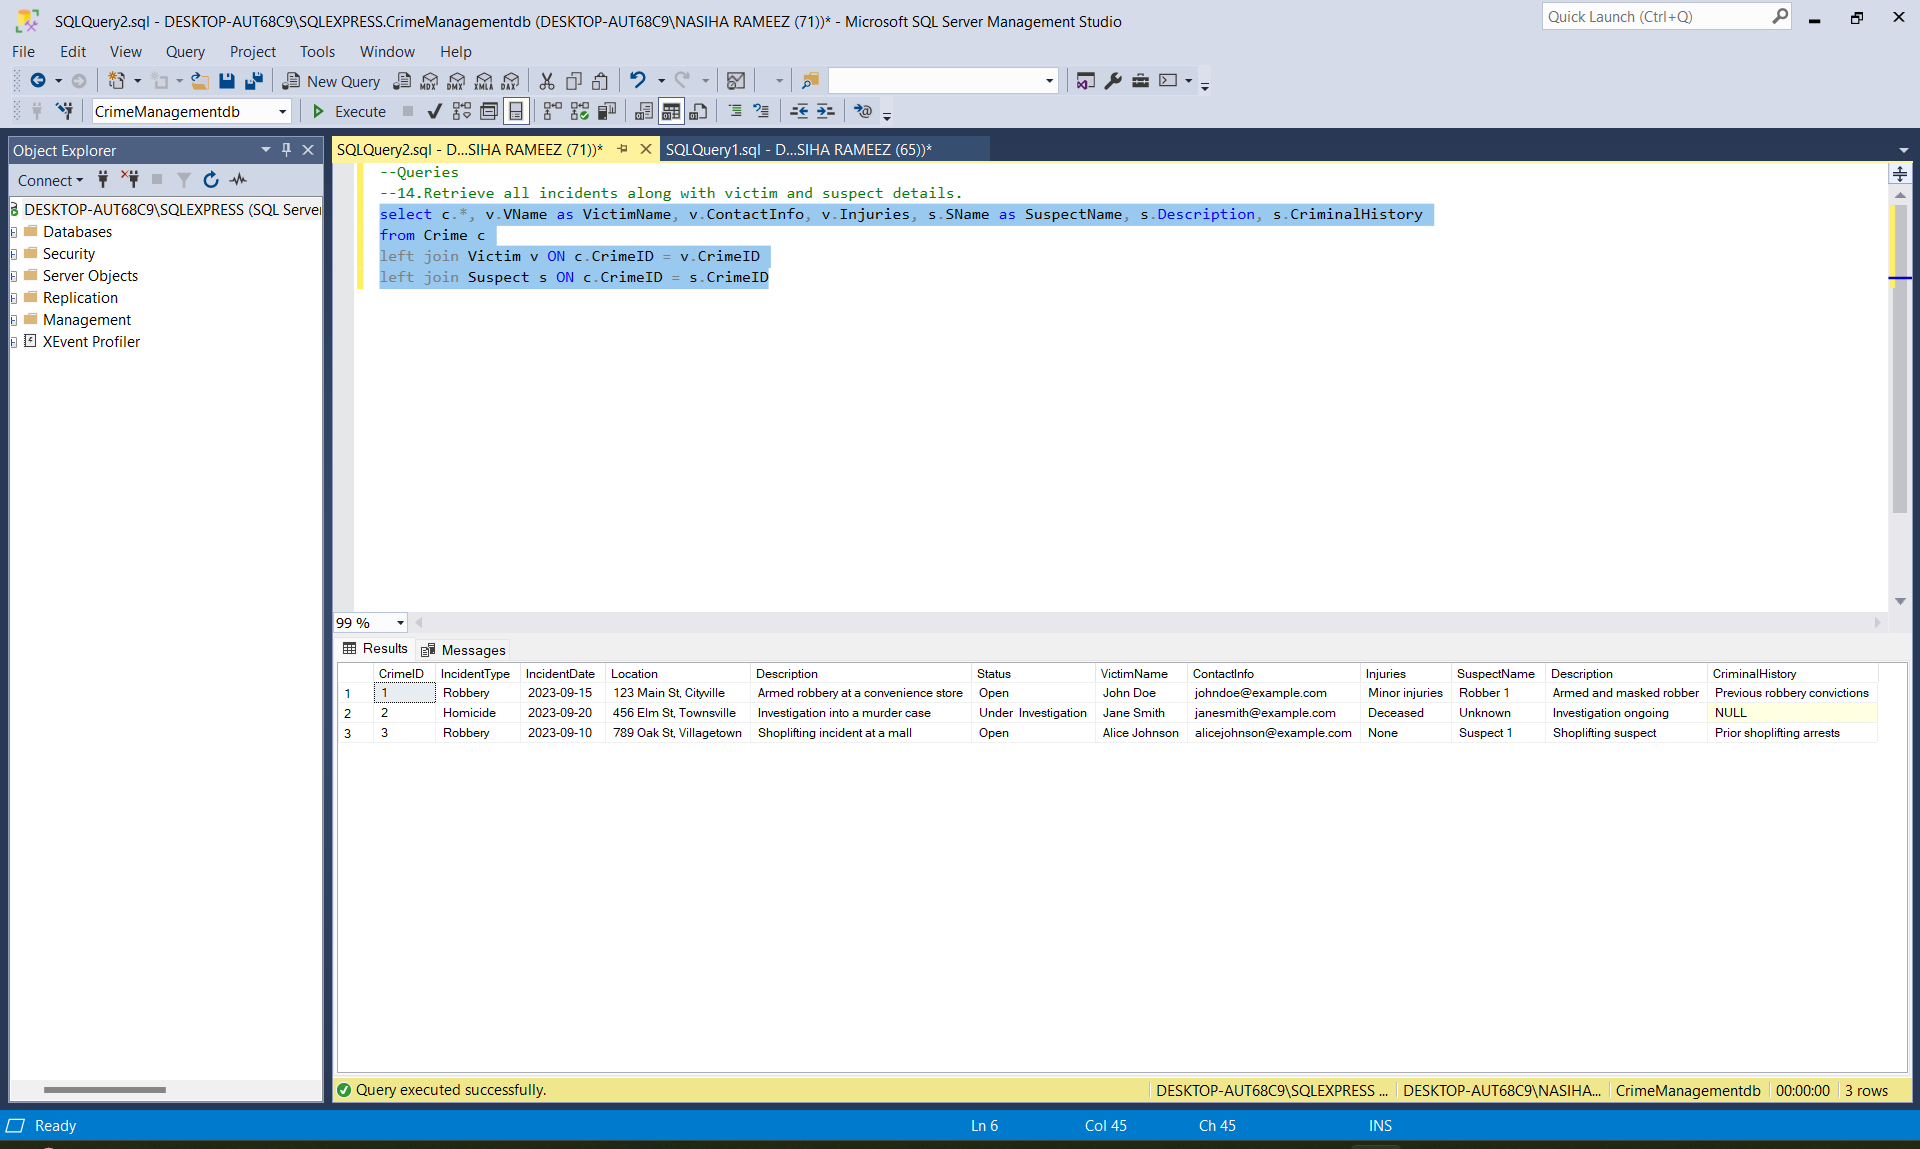 SQLQuery2.sql - DESKTOP-AUT68C9\SQLEXPRESS.CrimeManagementdb (DESKTOP-AUT68C9\NASIHA RAMEEZ (71))* - Microsoft SQL Server Management Studio
Quick Launch (Ctrl+Q)
File Edit View Query Project Tools Window Help
New Query MDX DMX XMLA DAX
CrimeManagementdb Execute
Object Explorer
SQLQuery2.sql - D...SIHA RAMEEZ (71))* SQLQuery1.sql - D...SIHA RAMEEZ (65))*
Connect
DESKTOP-AUT68C9\SQLEXPRESS (SQL Server
Databases
Security
Server Objects
Replication
Management
XEvent Profiler
--Queries
--14.Retrieve all incidents along with victim and suspect details.
select c.*, v.VName as VictimName, v.ContactInfo, v.Injuries, s.SName as SuspectName, s.Description, s.CriminalHistory
from Crime c
left join Victim v ON c.CrimeID = v.CrimeID
left join Suspect s ON c.CrimeID = s.CrimeID
99 %
Results Messages
CrimeID IncidentType IncidentDate Location Description Status VictimName ContactInfo Injuries SuspectName Description CriminalHistory
1 1 Robbery 2023-09-15 123 Main St, Cityville Armed robbery at a convenience store Open John Doe johndoe@example.com Minor injuries Robber 1 Armed and masked robber Previous robbery convictions
2 2 Homicide 2023-09-20 456 Elm St, Townsville Investigation into a murder case Under Investigation Jane Smith janesmith@example.com Deceased Unknown Investigation ongoing NULL
3 3 Robbery 2023-09-10 789 Oak St, Villagetown Shoplifting incident at a mall Open Alice Johnson alicejohnson@example.com None Suspect 1 Shoplifting suspect Prior shoplifting arrests
Query executed successfully. DESKTOP-AUT68C9\SQLEXPRESS ... DESKTOP-AUT68C9\NASIHA... CrimeManagementdb 00:00:00 3 rows
Ready Ln 6 Col 45 Ch 45 INS